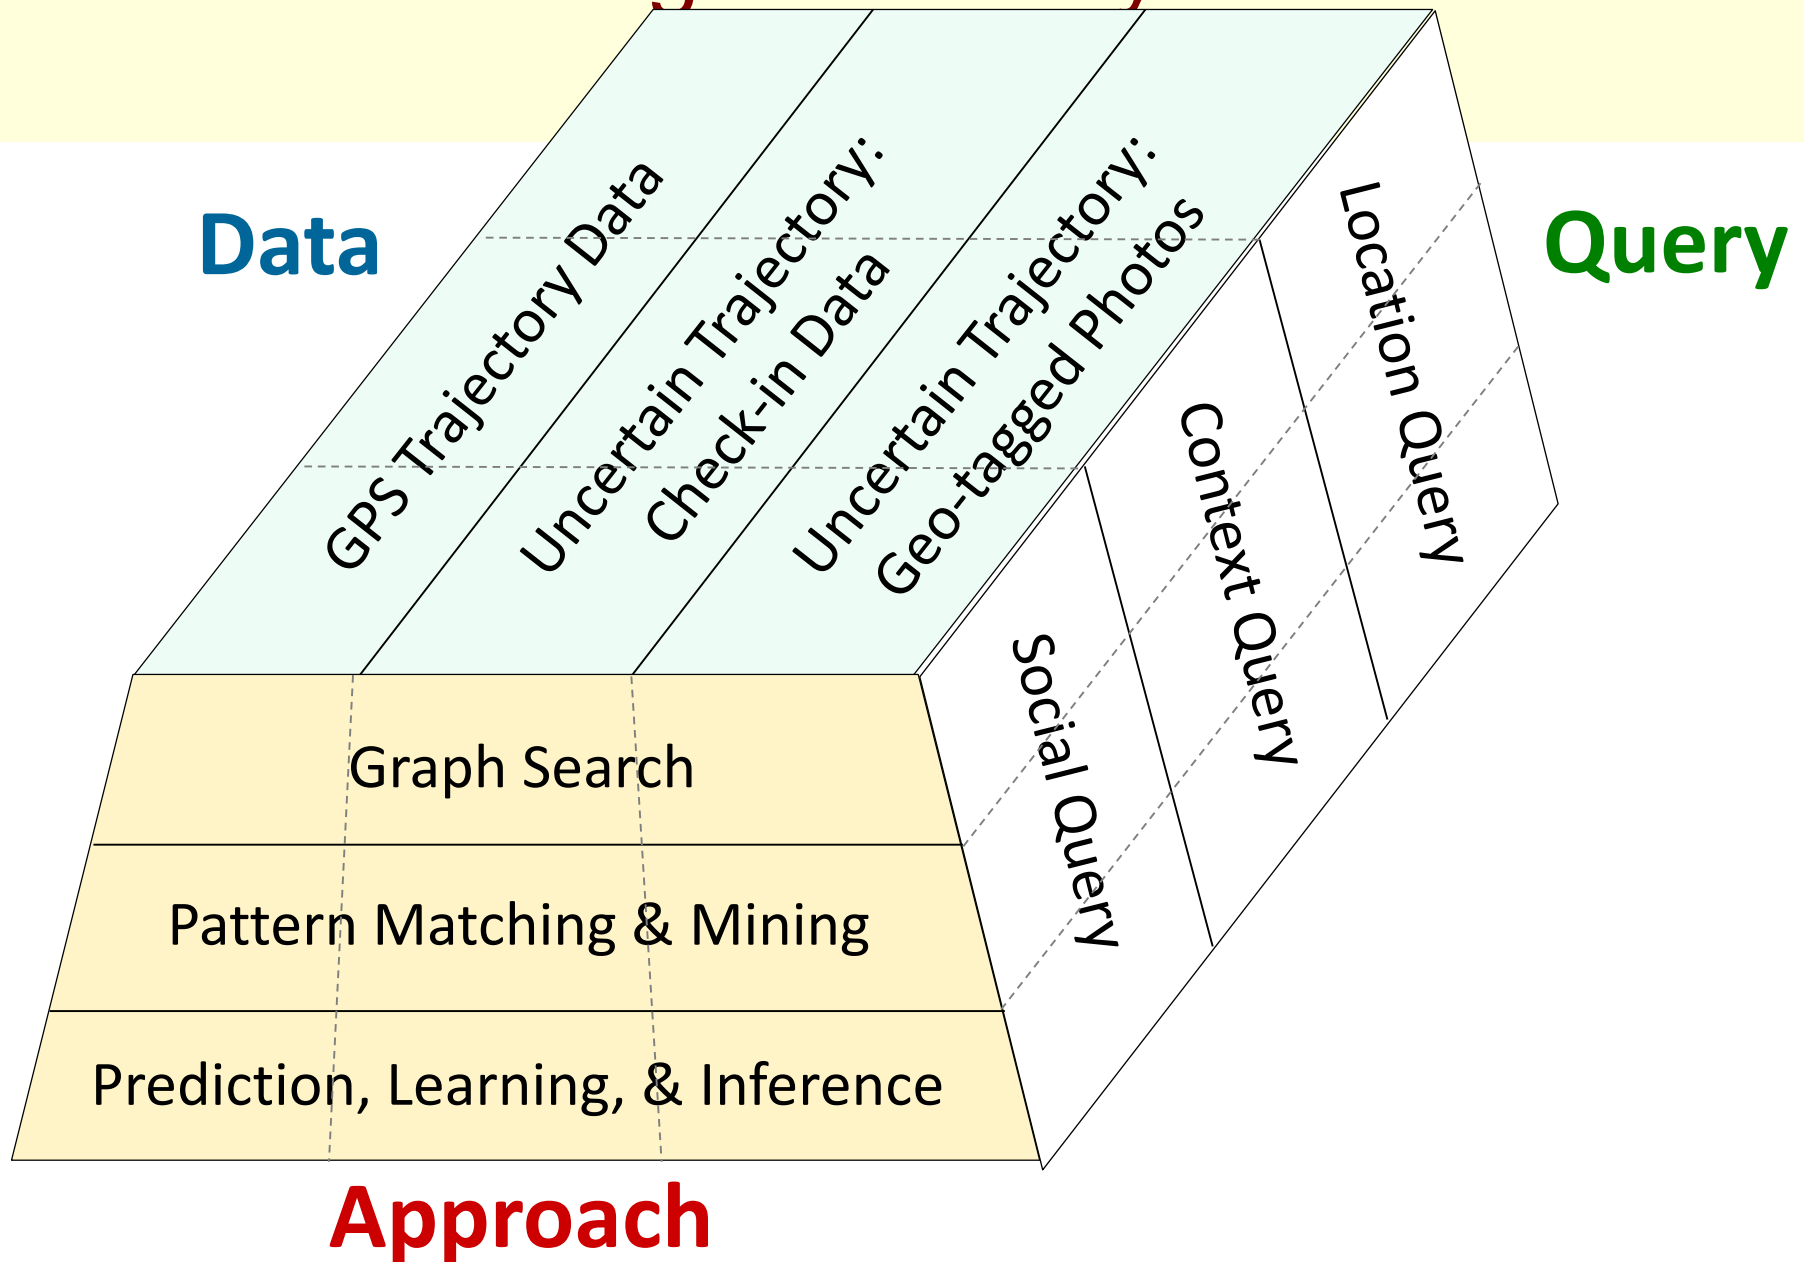 Data
Query
GPS Trajectory Data
Uncertain Trajectory:
Check-in Data
Uncertain Trajectory:
Geo-tagged Photos
Location Query
Context Query
Social Query
Graph Search
Pattern Matching & Mining
Prediction, Learning, & Inference
Approach